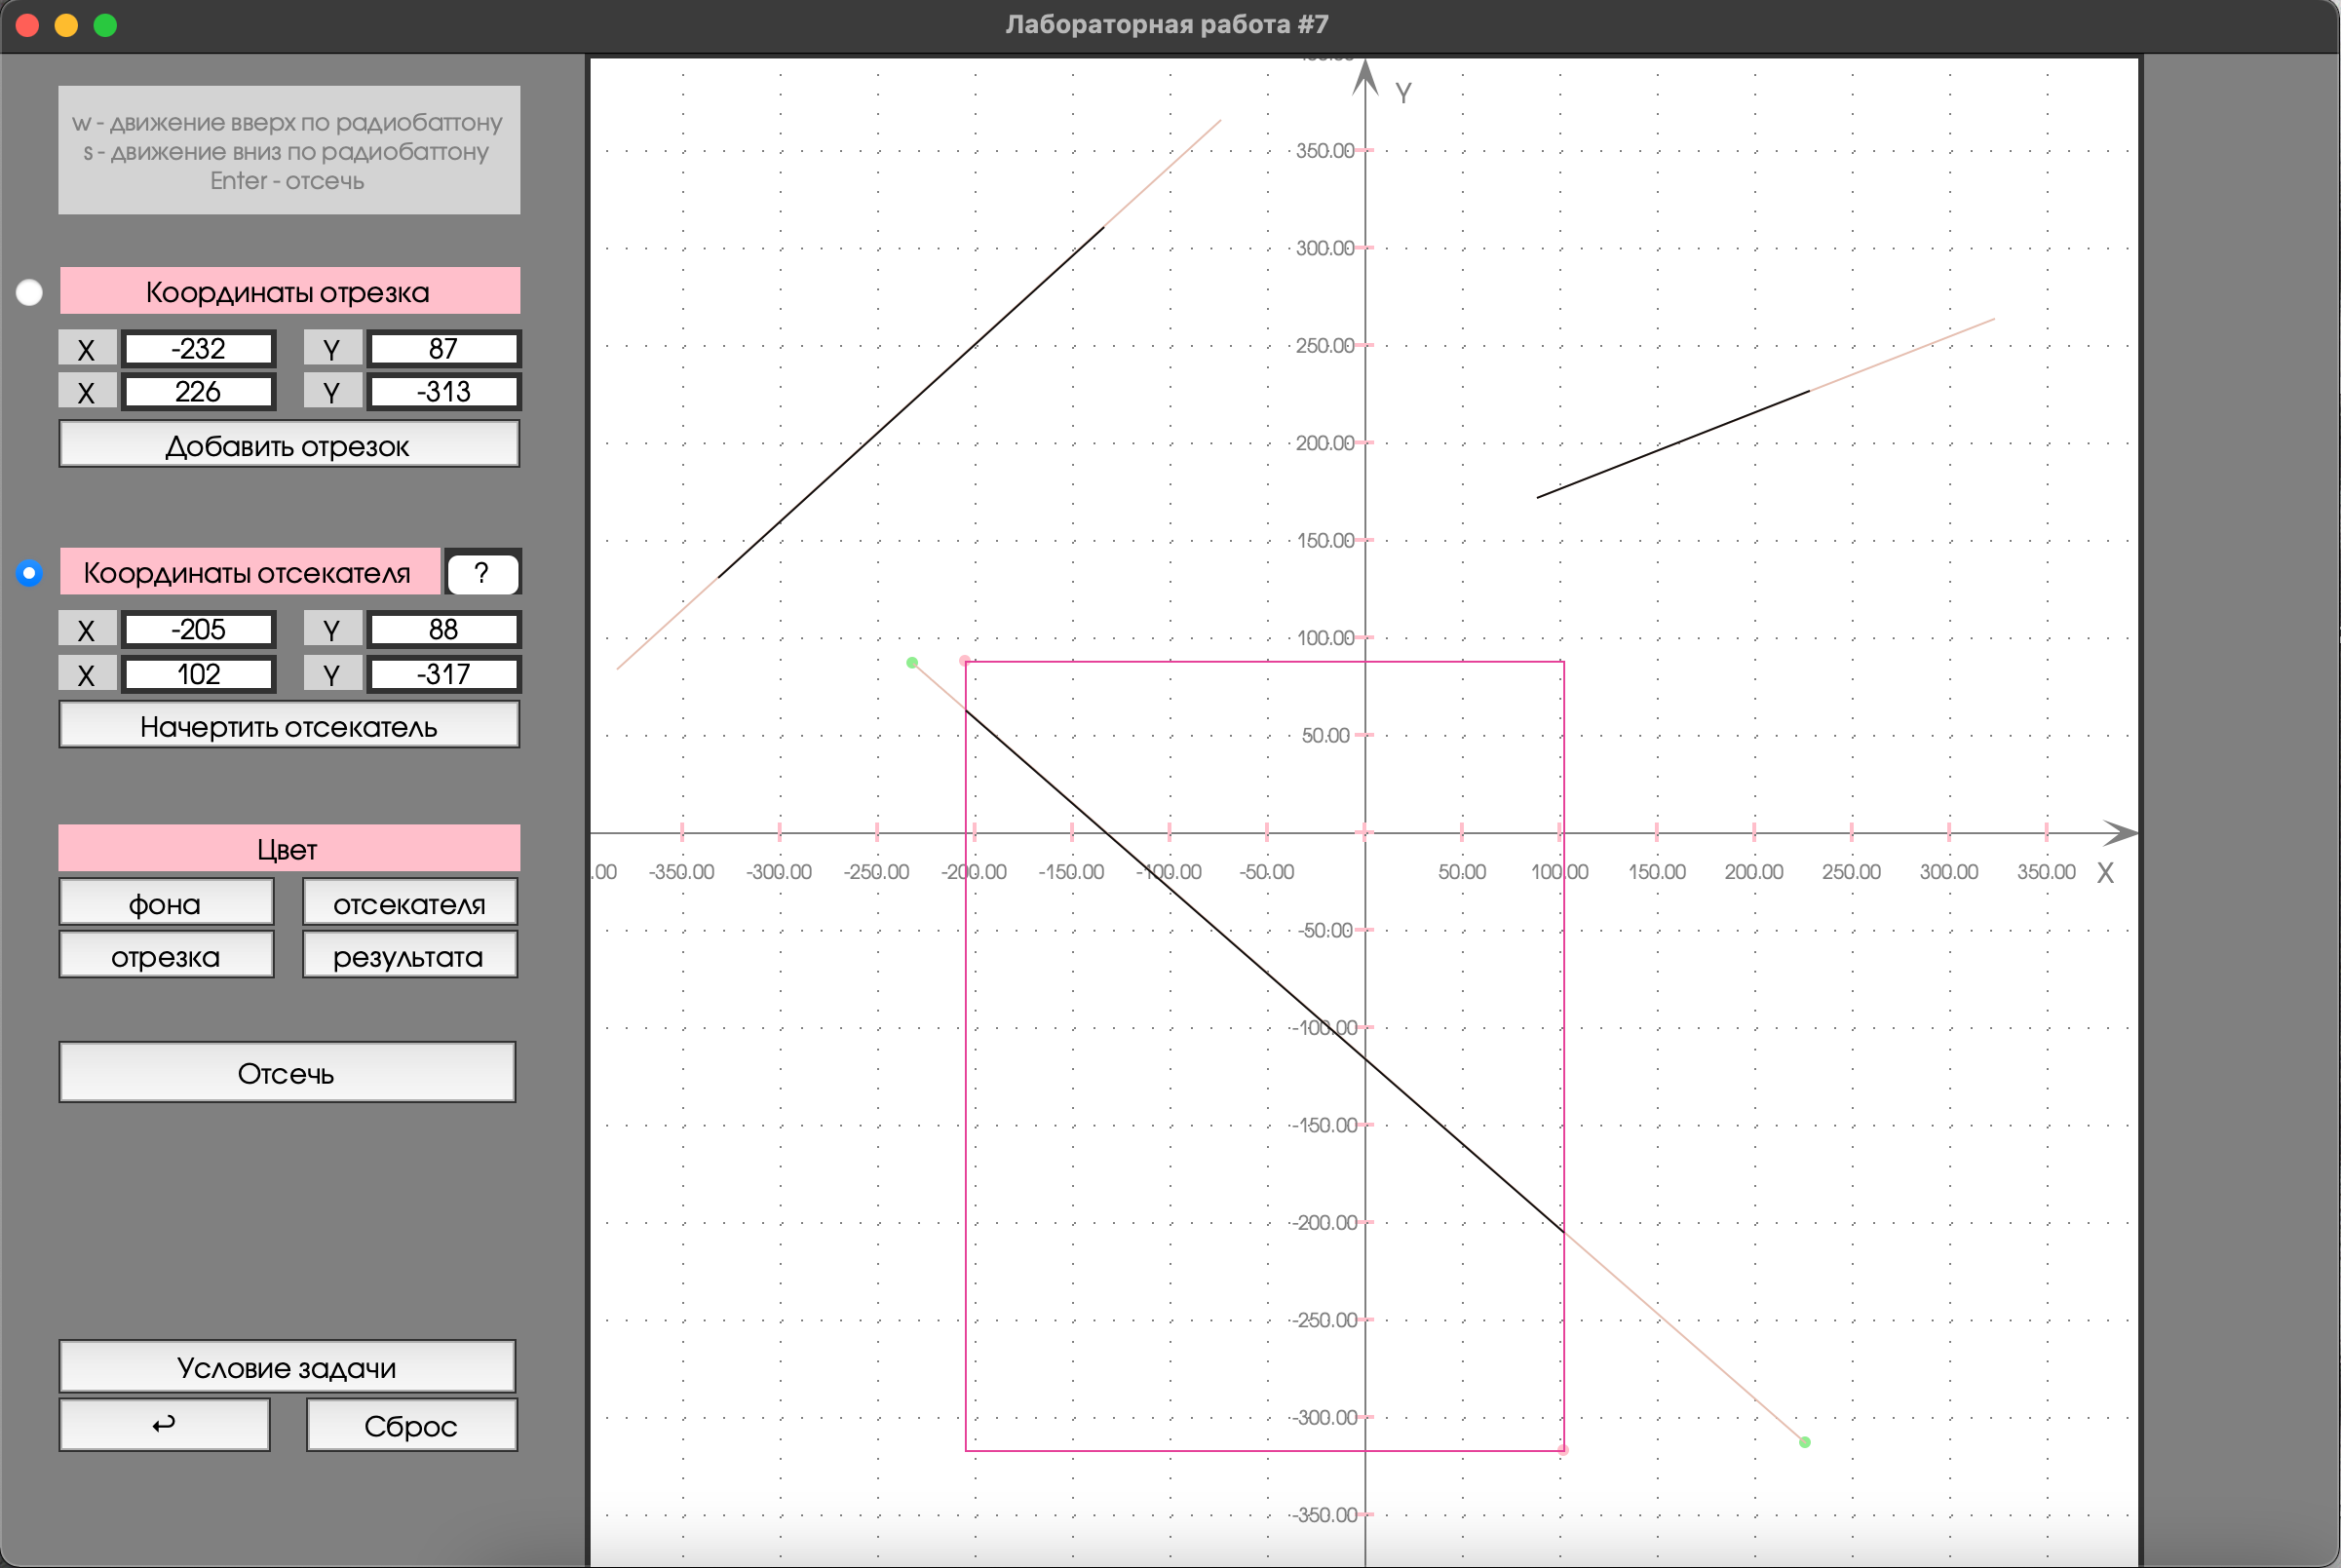 Лабораторная работа #7
w - движение вверх по радиобаттону
s - движение вниз по радиобаттону
Enter - отсечь
Координаты отрезка
X -232 Y 87
X 226 Y -313
Добавить отрезок
Координаты отсекателя ?
X -205 Y 88
X 102 Y -317
Начертить отсекатель
Цвет
фона отсекателя
отрезка результата
Отсечь
Условие задачи
↩ Сброс
Y
350.00
300.00
250.00
200.00
150.00
100.00
50.00
.00 -350.00 -300.00 -250.00 -200.00 -150.00 -100.00 -50.00 50.00 100.00 150.00 200.00 250.00 300.00 350.00 X
-50.00
-100.00
-150.00
-200.00
-250.00
-300.00
-350.00